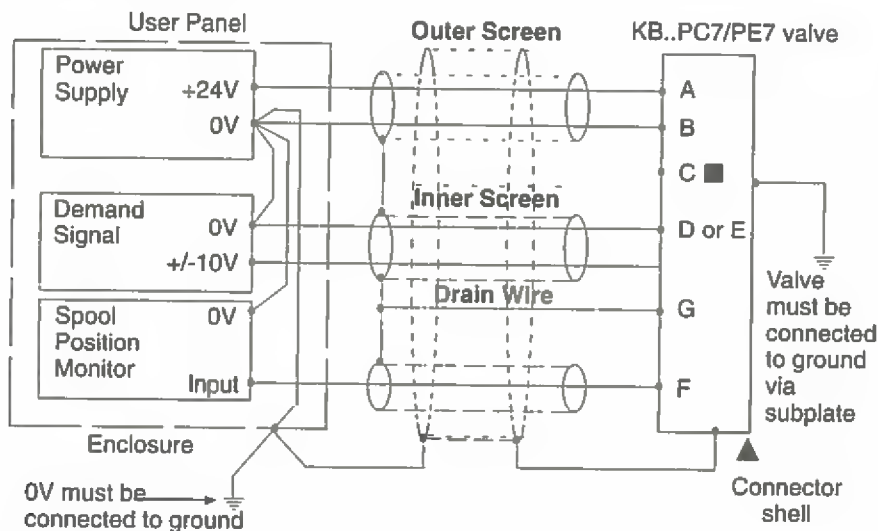 User Panel
Outer Screen
KB..PC7/PE7 valve
Power
Supply
+24V
0V
A
B
C ■
Inner Screen
Demand
Signal
0V
+/-10V
D or E
Drain Wire
Spool
Position
Monitor
0V
Input
G
F
Valve
must be
connected
to ground
via
subplate
Enclosure
0V must be
connected to ground
Connector
shell